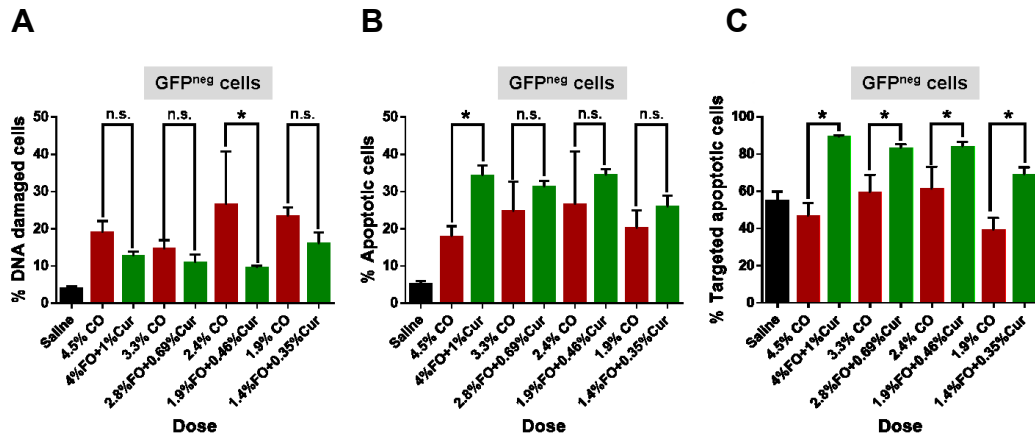 A
GFPneg cells
n.s.
n.s.
*
n.s.
% DNA damaged cells
50
40
30
20
10
0
Saline
4.5% CO
4%FO+1%Cur
3.3% CO
2.8%FO+0.69%Cur
2.4% CO
1.9%FO+0.46%Cur
1.9% CO
1.4%FO+0.35%Cur
Dose
B
GFPneg cells
*
n.s.
n.s.
n.s.
% Apoptotic cells
50
40
30
20
10
0
Saline
4.5% CO
4%FO+1%Cur
3.3% CO
2.8%FO+0.69%Cur
2.4% CO
1.9%FO+0.46%Cur
1.9% CO
1.4%FO+0.35%Cur
Dose
C
GFPneg cells
*
*
*
*
% Targeted apoptotic cells
100
80
60
40
20
0
Saline
4.5% CO
4%FO+1%Cur
3.3% CO
2.8%FO+0.69%Cur
2.4% CO
1.9%FO+0.46%Cur
1.9% CO
1.4%FO+0.35%Cur
Dose